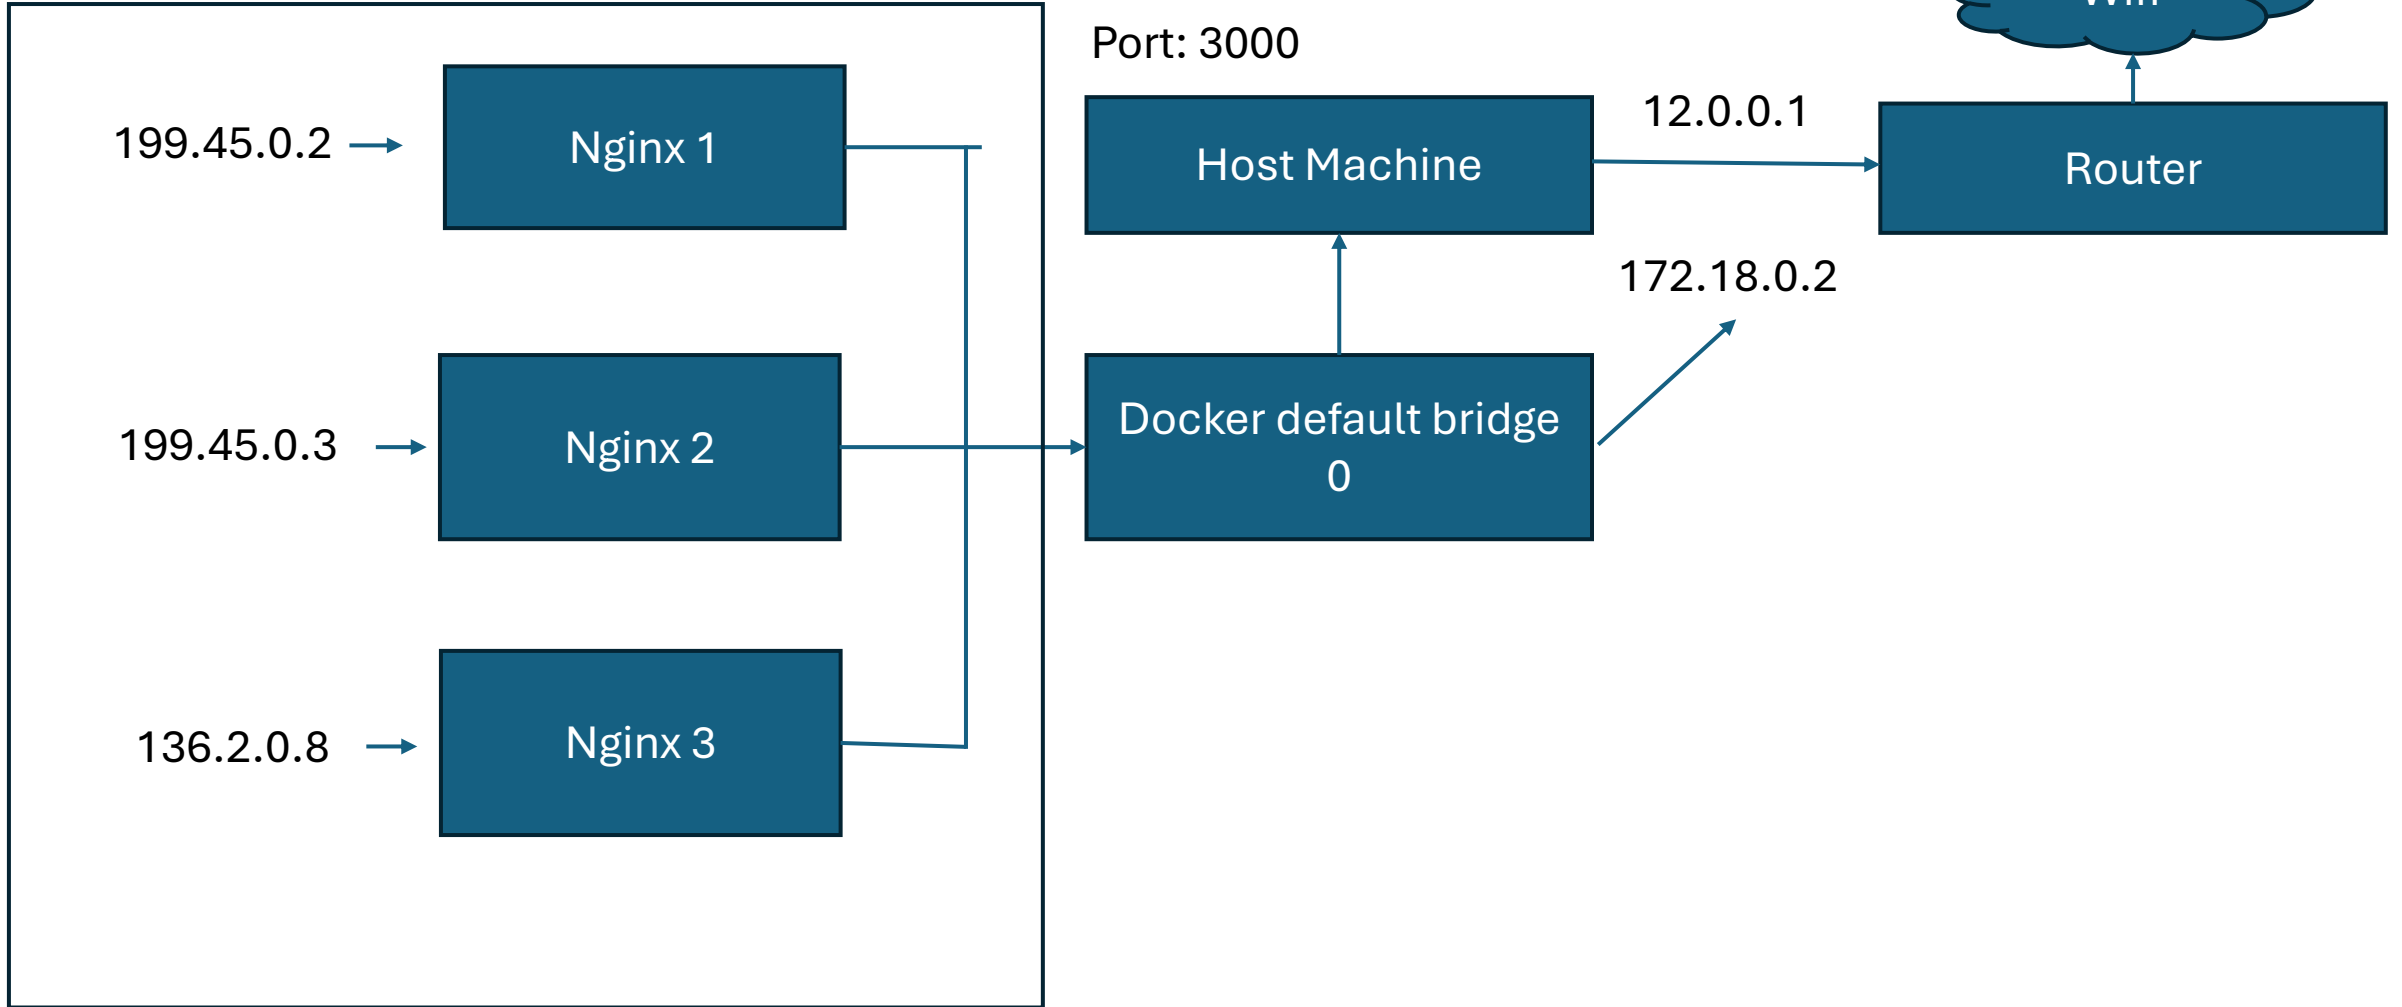 Wifi
Port: 3000
12.0.0.1
199.45.0.2
Nginx 1
Host Machine
Router
172.18.0.2
199.45.0.3
Nginx 2
Docker default bridge
0
136.2.0.8
Nginx 3